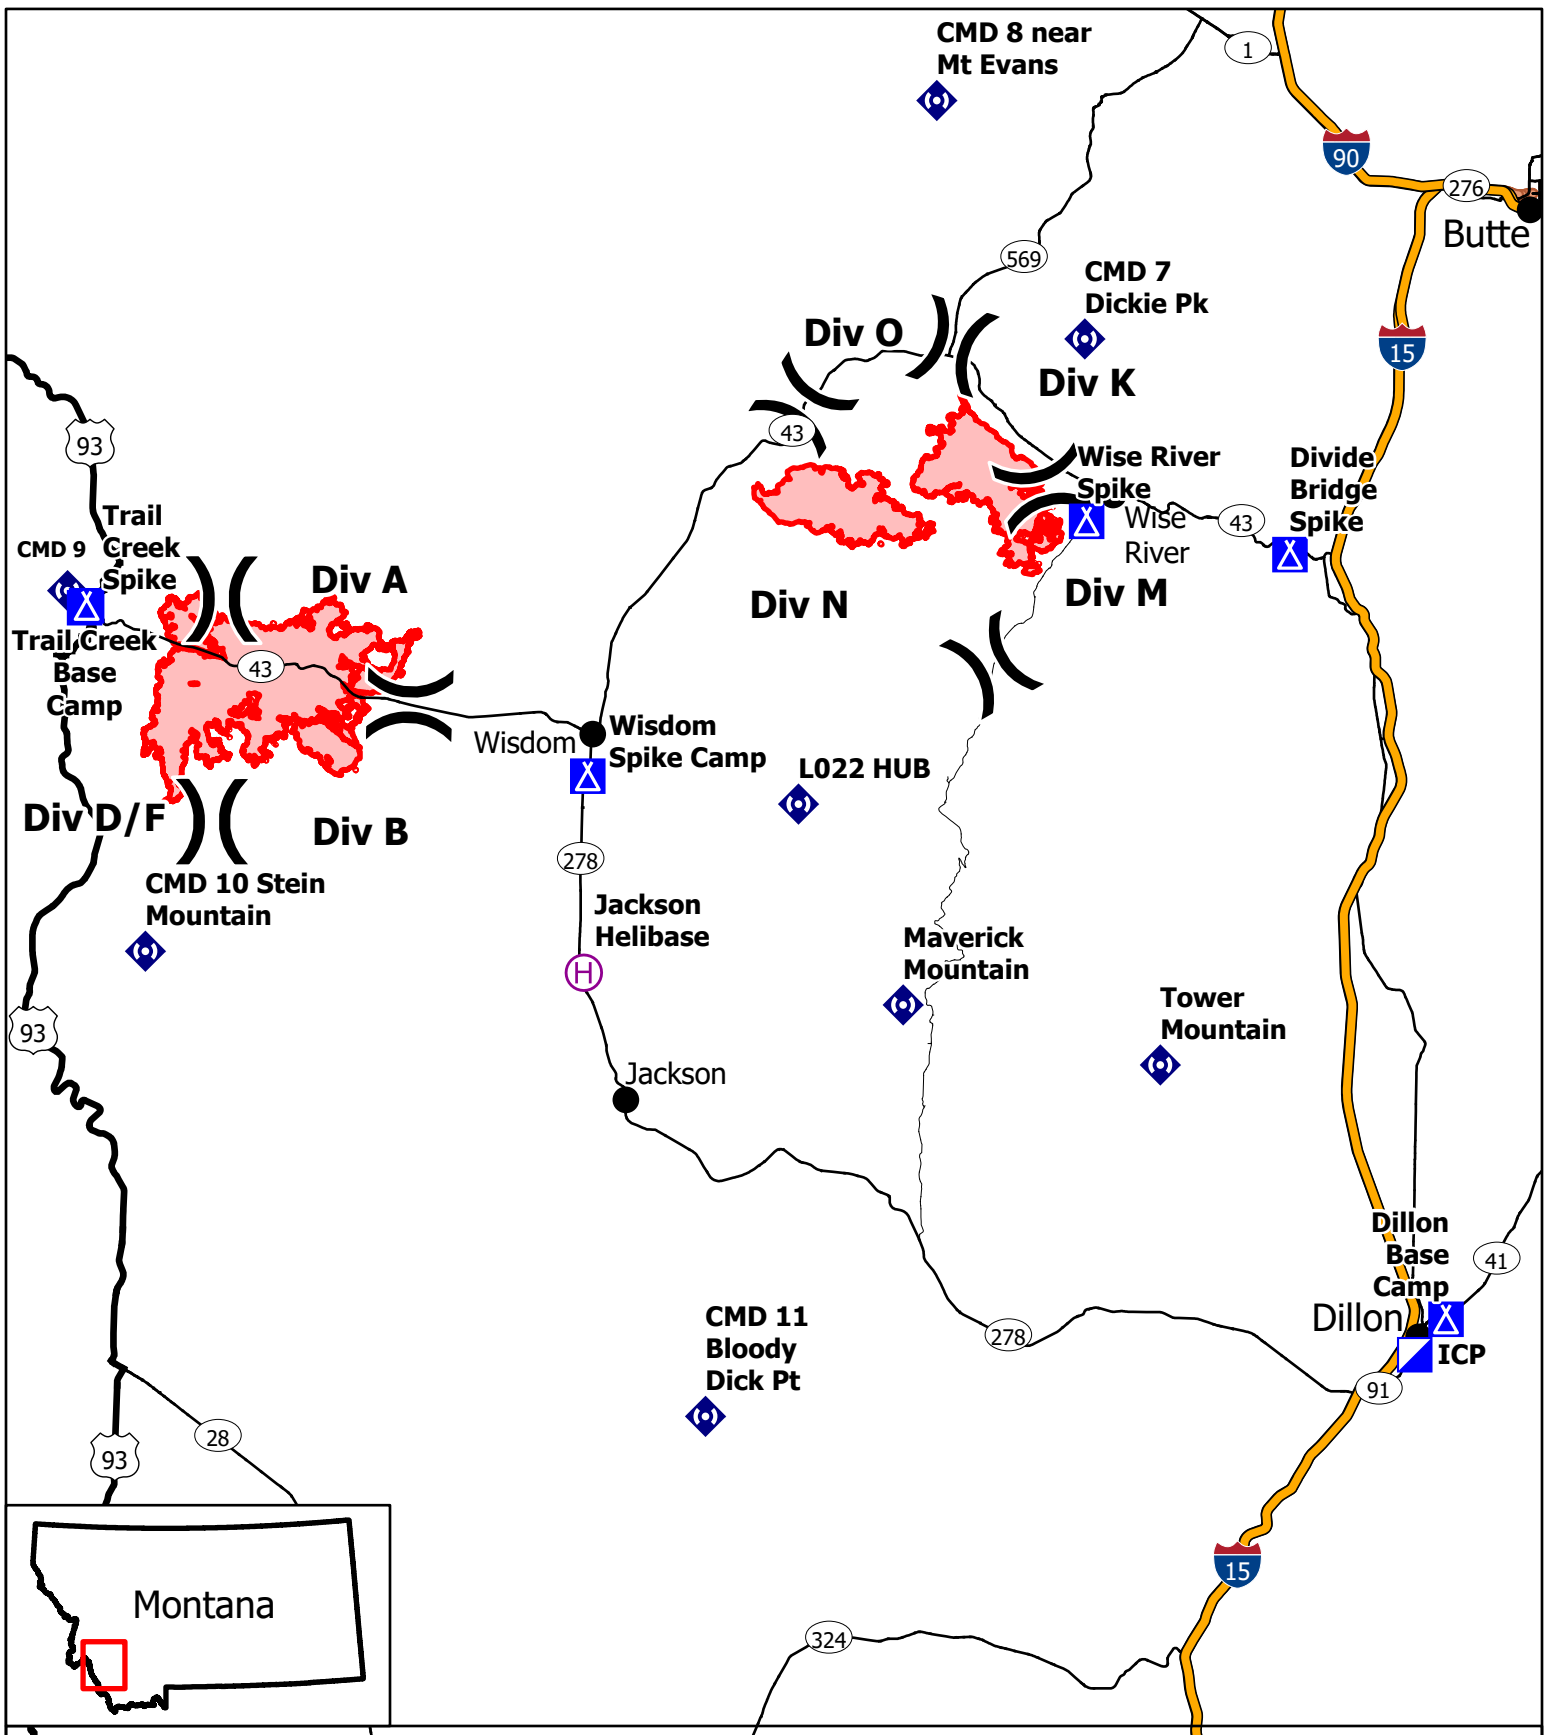 CMD 8 near
Mt Evans
1
90
276
Butte
569
CMD 7
Dickie Pk
Div O
Div K
15
93
43
Wise River
Spike
Divide
Bridge
Spike
Trail
Creek
Spike
CMD 9
43
Wise
River
Div A
Div N
Div M
Trail Creek
Base
Camp
43
Wisdom
Wisdom
Spike Camp
L022 HUB
Div D/F
Div B
278
CMD 10 Stein
Mountain
Jackson
Helibase
H
Maverick
Mountain
Tower
Mountain
93
Jackson
Dillon
Base
Camp
41
Dillon
ICP
278
91
CMD 11
Bloody
Dick Pt
28
93
15
Montana
324